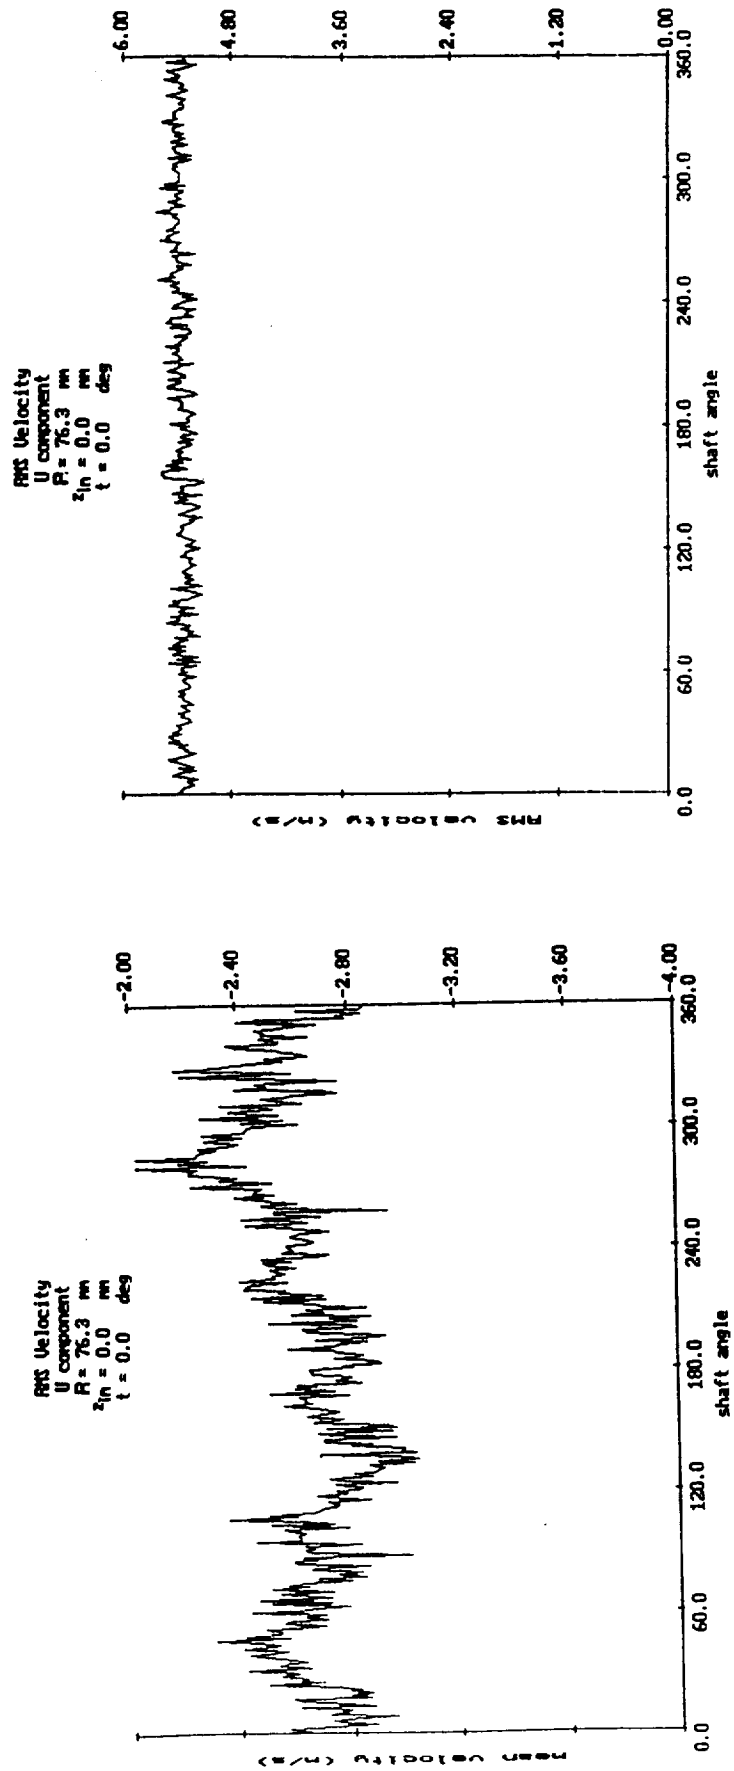 RMS Velocity
U component
R = 76.3 mm
zin = 0.0 mm
t = 0.0 deg
mean velocity (m/s)
-2.00
-2.40
-2.80
-3.20
-3.60
-4.00
0.0 60.0 120.0 180.0 240.0 300.0 360.0
shaft angle
RMS Velocity
U component
R = 76.3 mm
zin = 0.0 mm
t = 0.0 deg
RMS velocity (m/s)
6.00
4.80
3.60
2.40
1.20
0.00
0.0 60.0 120.0 180.0 240.0 300.0 360.0
shaft angle